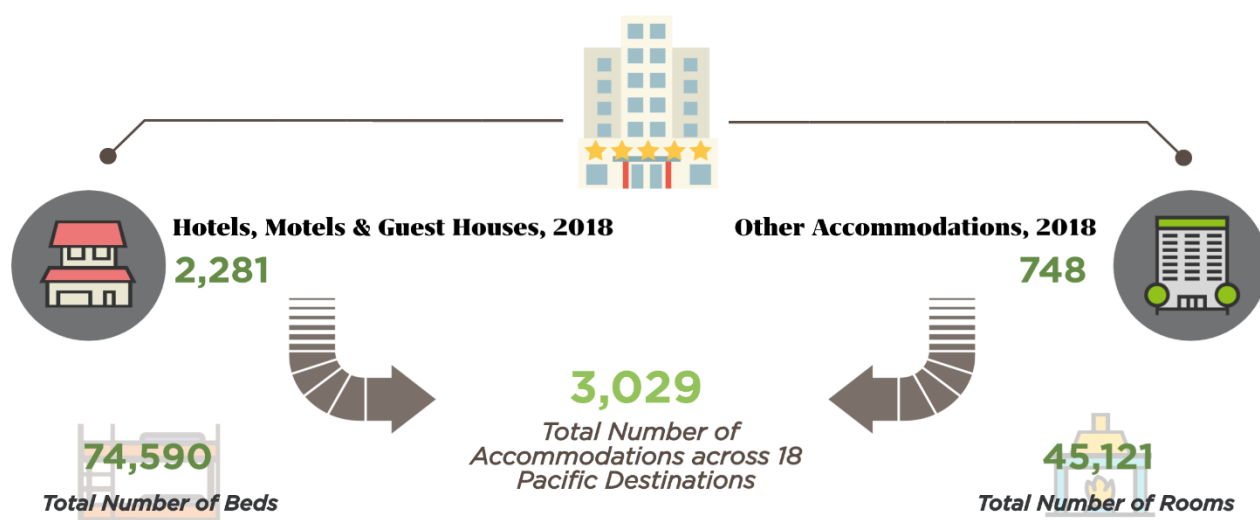 Hotels, Motels & Guest Houses, 2018
2,281
Other Accommodations, 2018
748
3,029
Total Number of
Accommodations across 18
Pacific Destinations
74,590
Total Number of Beds
45,121
Total Number of Rooms